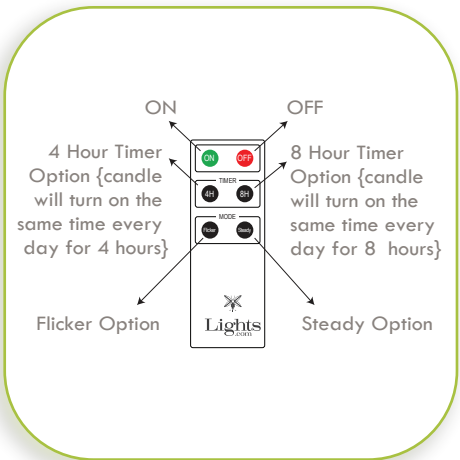 ON
OFF
4 Hour Timer
Option {candle
will turn on the
same time every
day for 4 hours}
8 Hour Timer
Option {candle
will turn on the
same time every
day for 8 hours}
ON OFF
TIMER
4H 8H
MODE
Flicker Steady
Lights
.com
Flicker Option
Steady Option